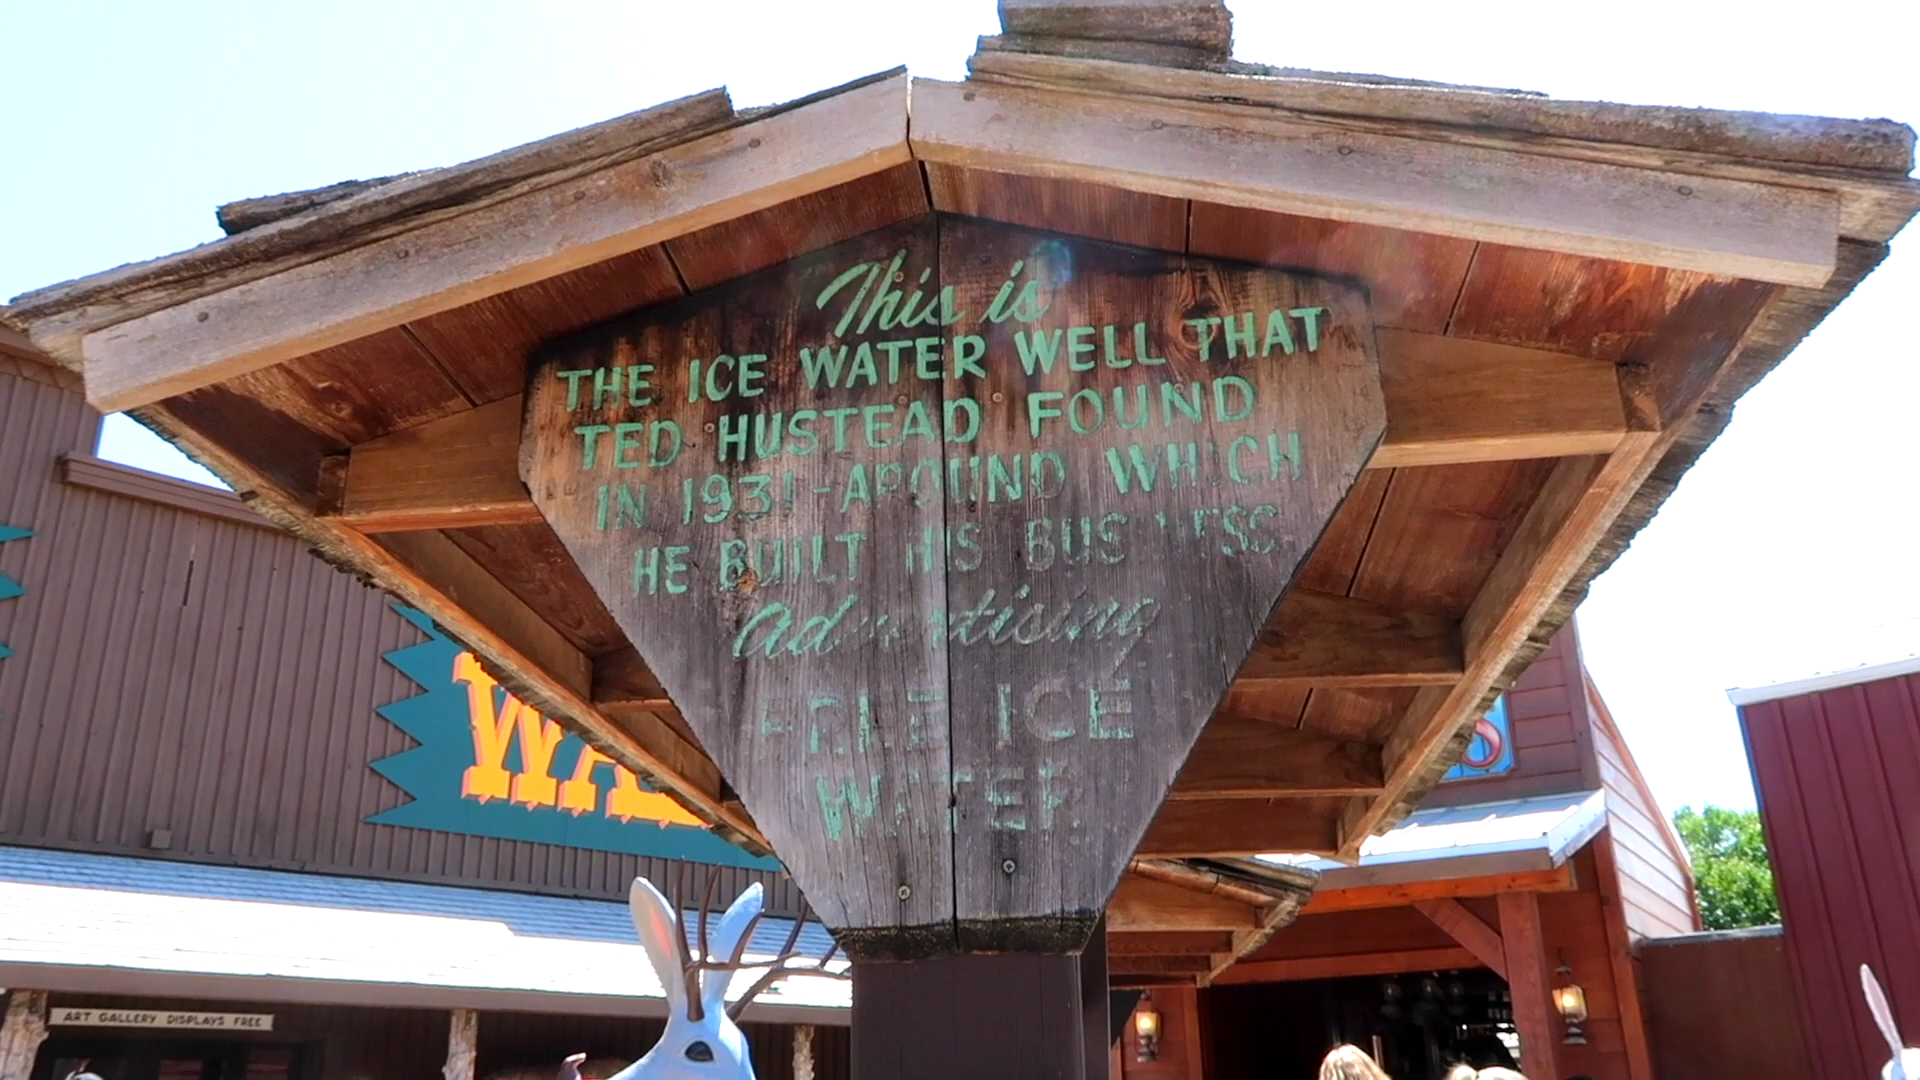 This is
THE ICE WATER WELL THAT
TED HUSTEAD FOUND
IN 1931 - AROUND WHICH
HE BUILT HIS BUSINESS
Advertising
FREE ICE
WATER
WA
ART GALLERY DISPLAYS FREE